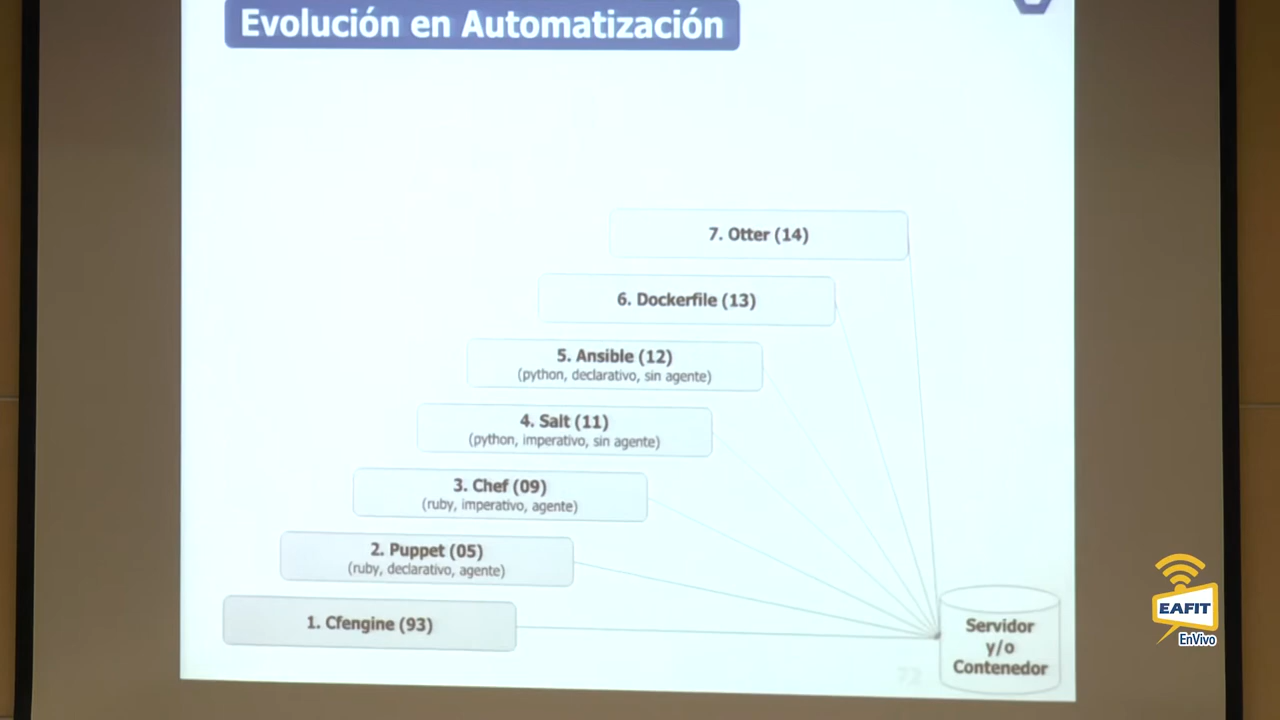 Evolución en Automatización
7. Otter (14)
6. Dockerfile (13)
5. Ansible (12)
(python, declarativo, sin agente)
4. Salt (11)
(python, imperativo, sin agente)
3. Chef (09)
(ruby, imperativo, agente)
2. Puppet (05)
(ruby, declarativo, agente)
1. Cfengine (93)
Servidor
y/o
Contenedor
72
EAFIT
EnVivo